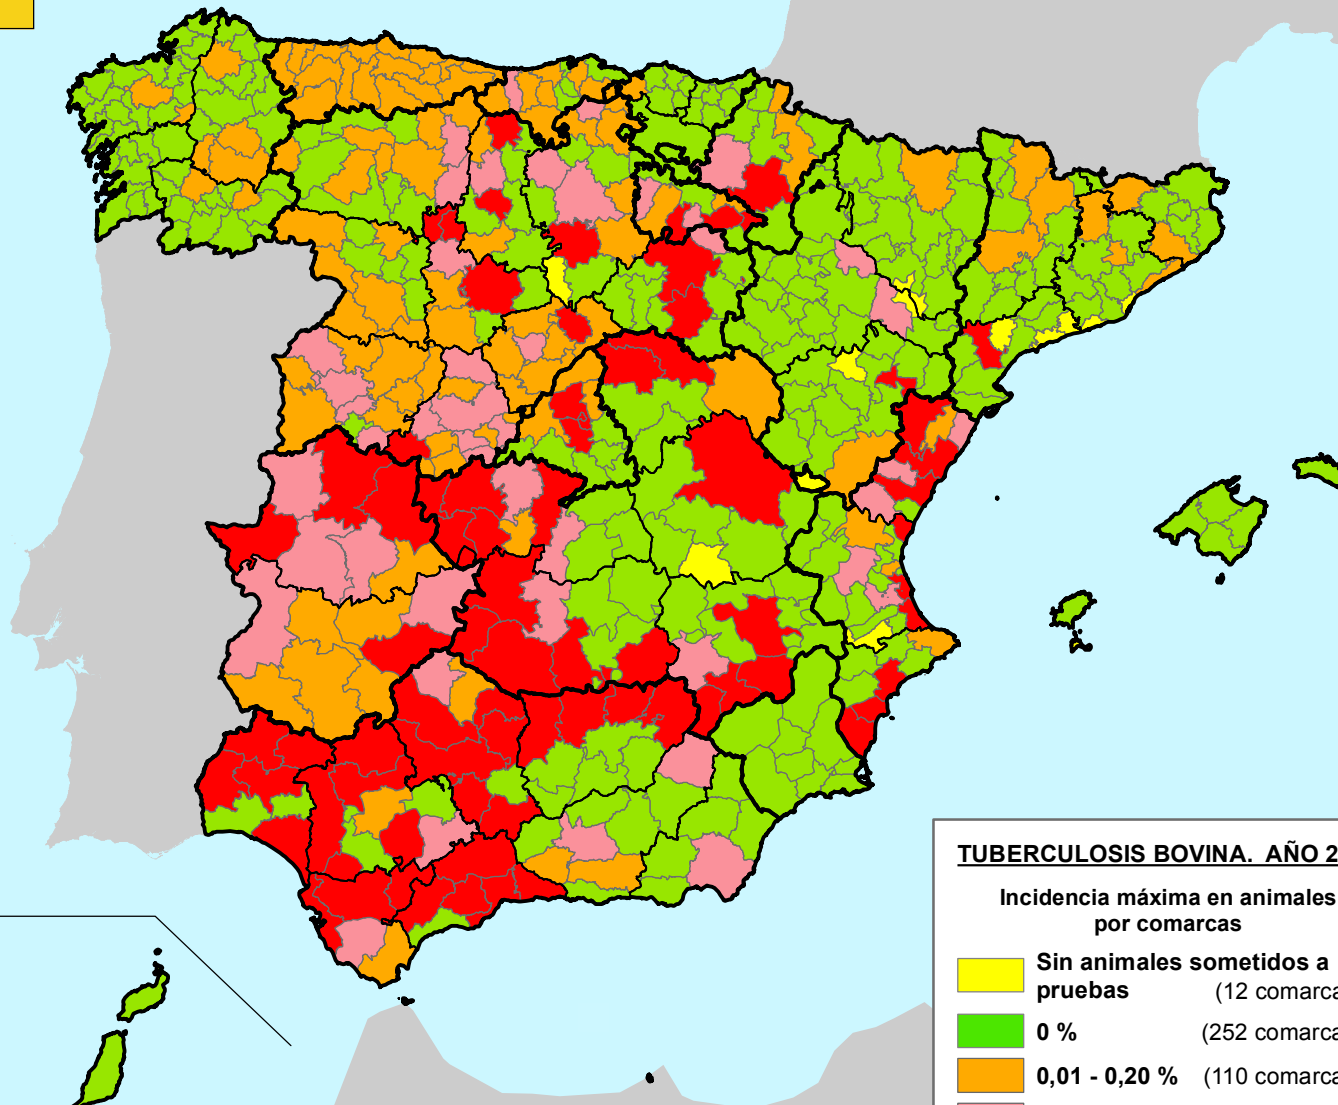 TUBERCULOSIS BOVINA. AÑO 2
Incidencia máxima en animales
por comarcas
Sin animales sometidos a
pruebas (12 comarca
0 % (252 comarca
0,01 - 0,20 % (110 comarca